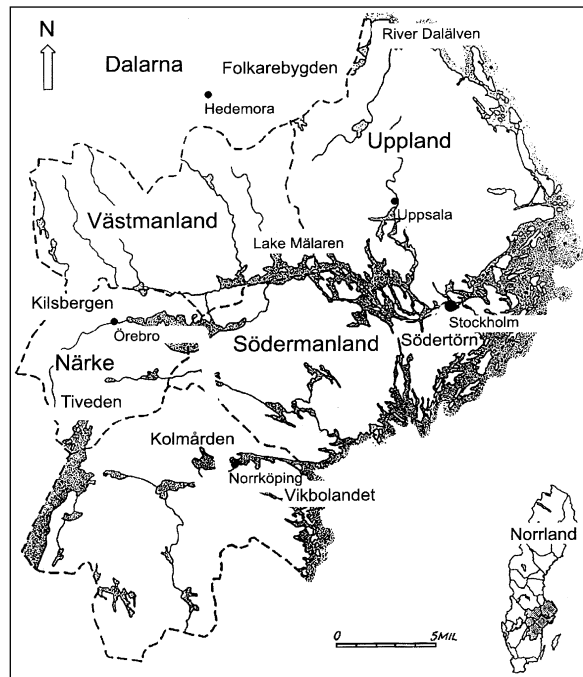 N
River Dalälven
Dalarna
Folkarebygden
Hedemora
Uppland
Västmanland
Uppsala
Lake Mälaren
Kilsbergen
Stockholm
Örebro
Södermanland
Södertörn
Närke
Tiveden
Kolmården
Norrköping
Vikbolandet
Norrland
0 5MIL